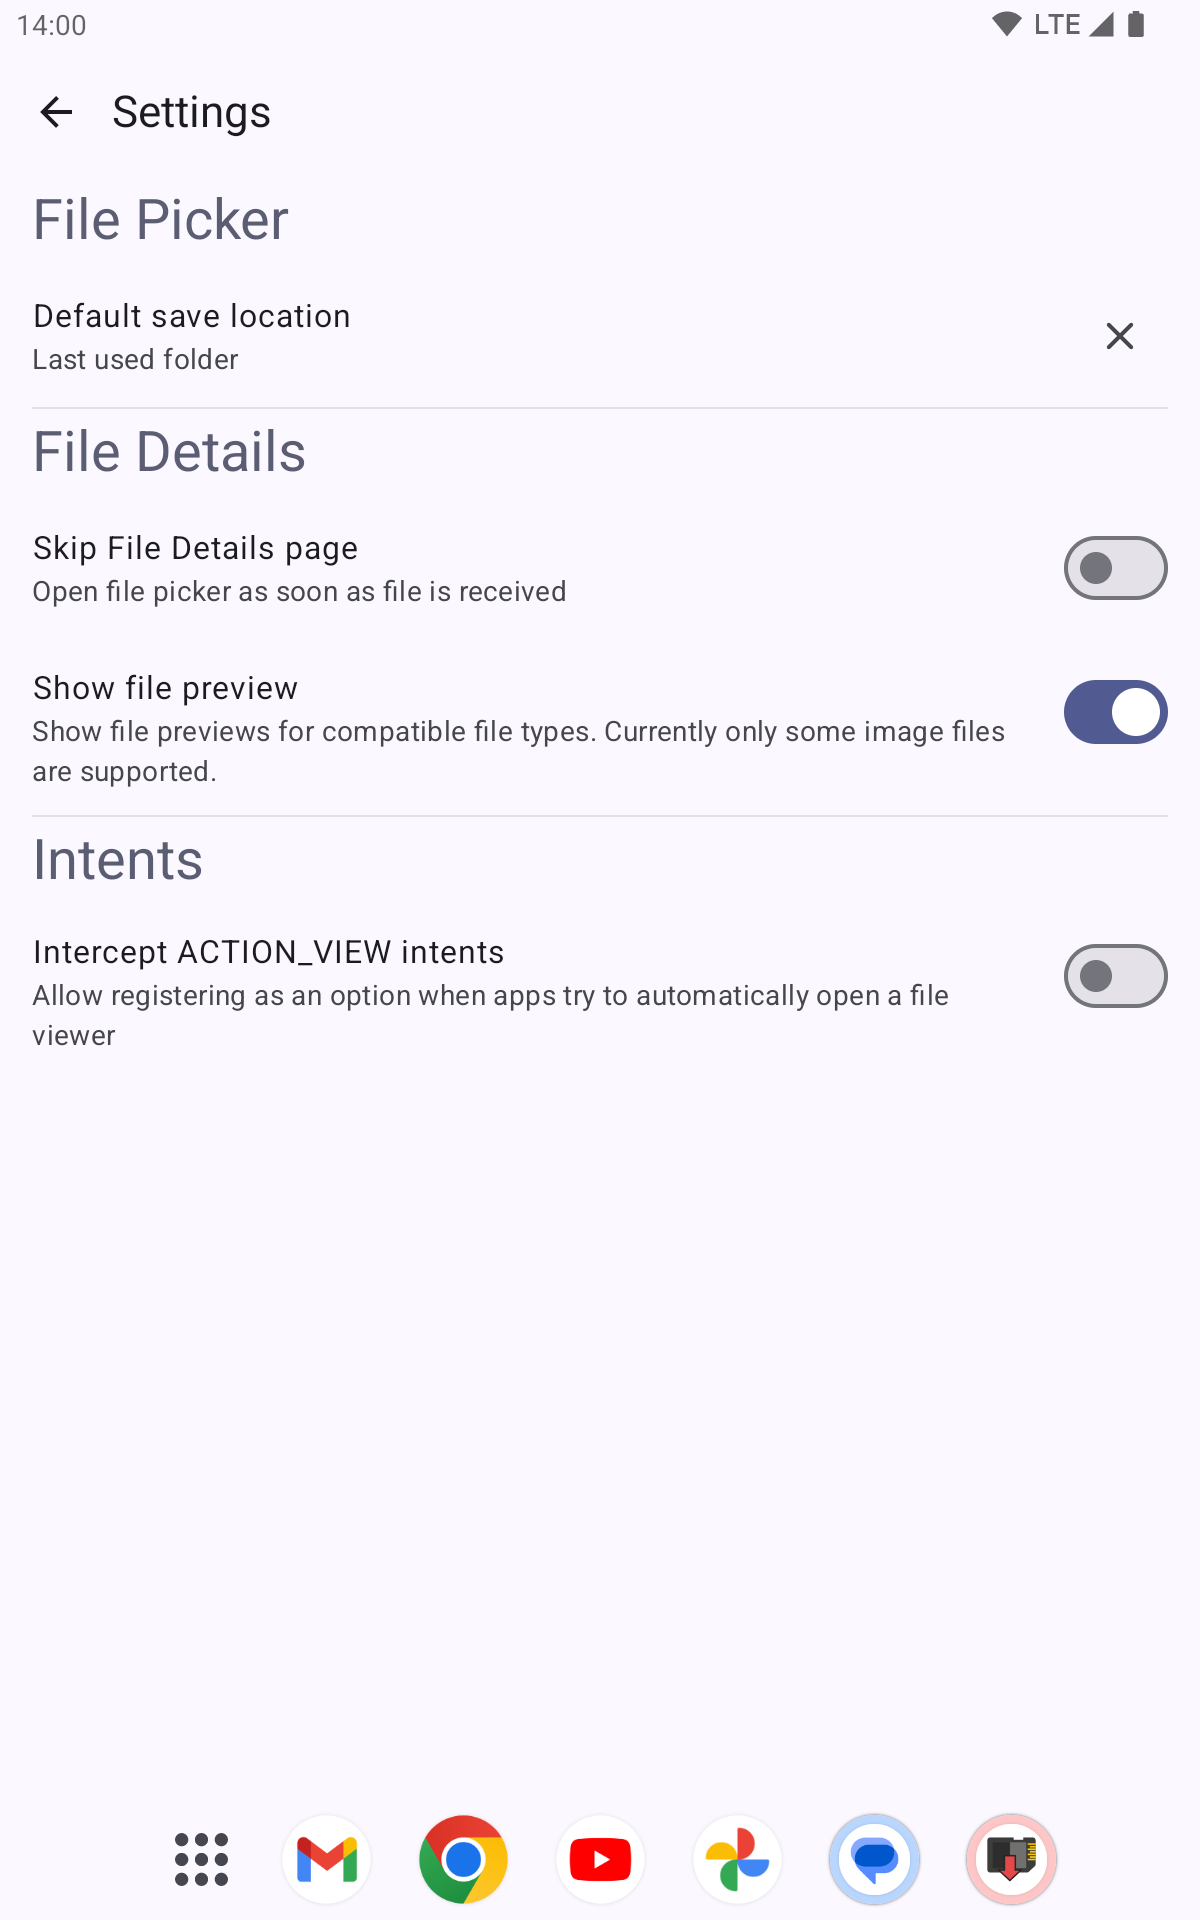 14:00
LTE
Settings
File Picker
Default save location
Last used folder
File Details
Skip File Details page
Open file picker as soon as file is received
Show file preview
Show file previews for compatible file types. Currently only some image files
are supported.
Intents
Intercept ACTION_VIEW intents
Allow registering as an option when apps try to automatically open a file
viewer